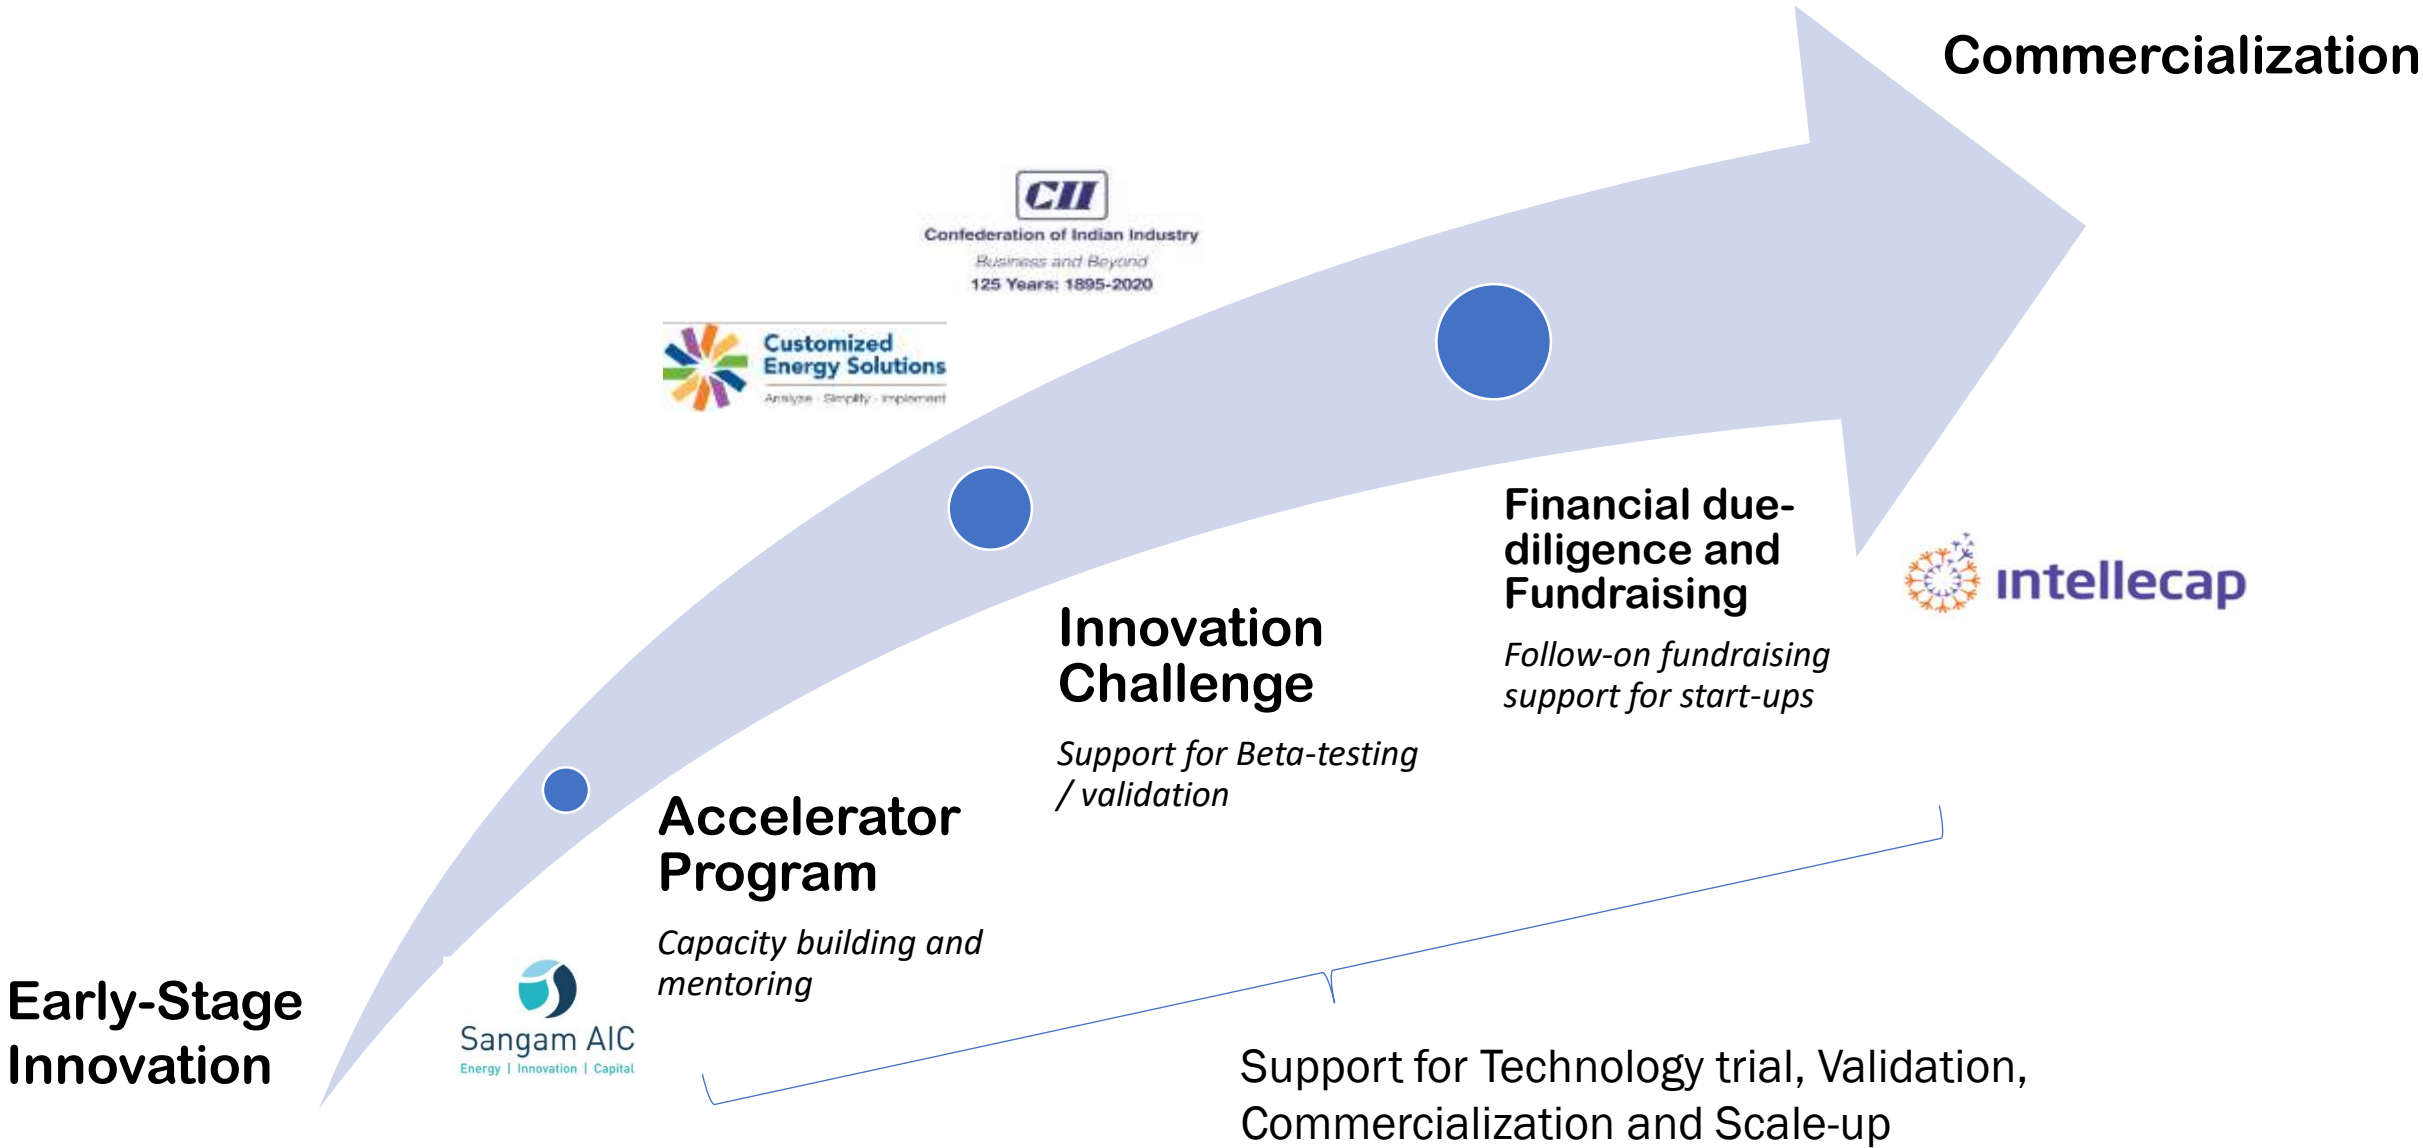 Commercialization
CII
Confederation of Indian Industry
Business and Beyond
125 Years: 1895-2020
Customized
Energy Solutions
Analyze - Simplify - Implement
Financial due-
diligence and
Fundraising
Follow-on fundraising
support for start-ups
intellecap
Innovation
Challenge
Support for Beta-testing
/ validation
Accelerator
Program
Capacity building and
mentoring
Early-Stage
Innovation
Sangam AIC
Energy | Innovation | Capital
Support for Technology trial, Validation,
Commercialization and Scale-up